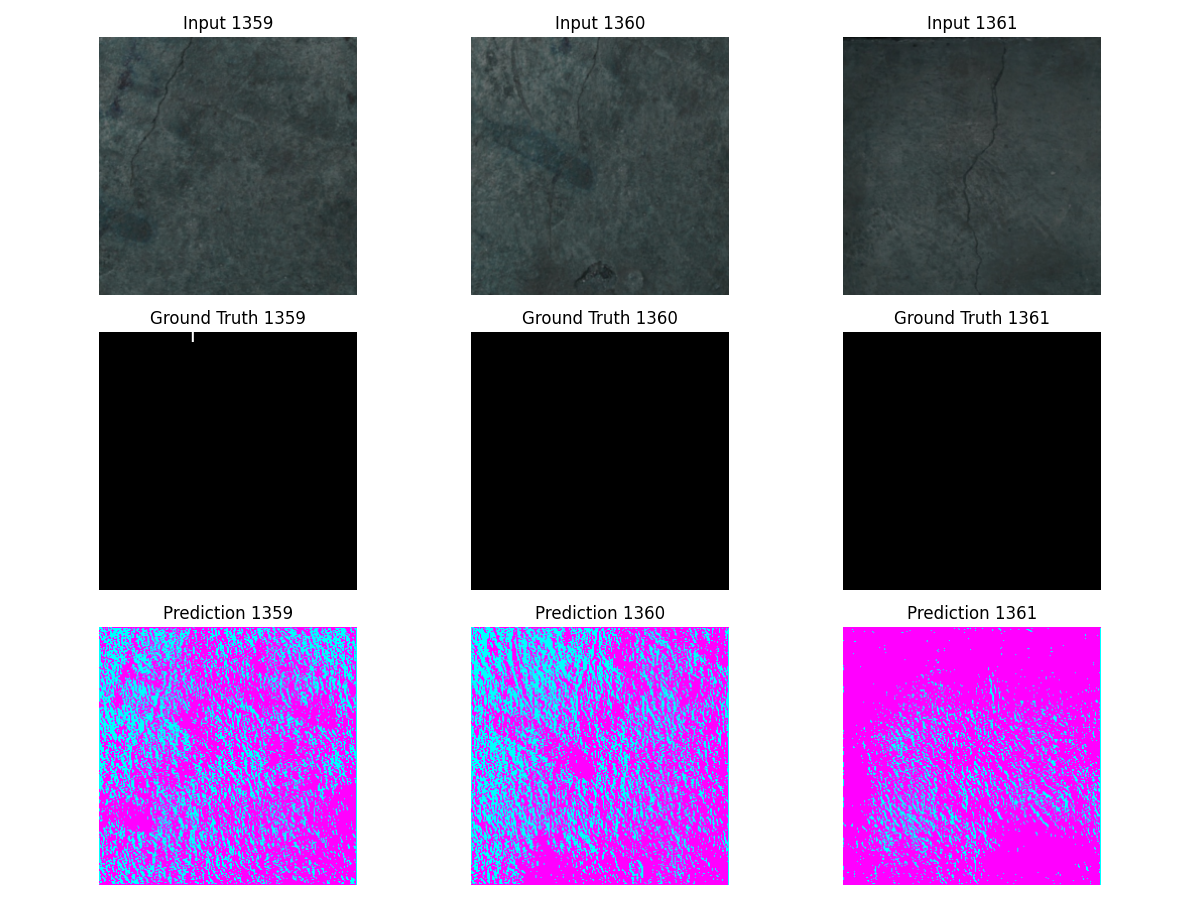 Input 1359
Input 1360
Input 1361
Ground Truth 1359
Ground Truth 1360
Ground Truth 1361
Prediction 1359
Prediction 1360
Prediction 1361